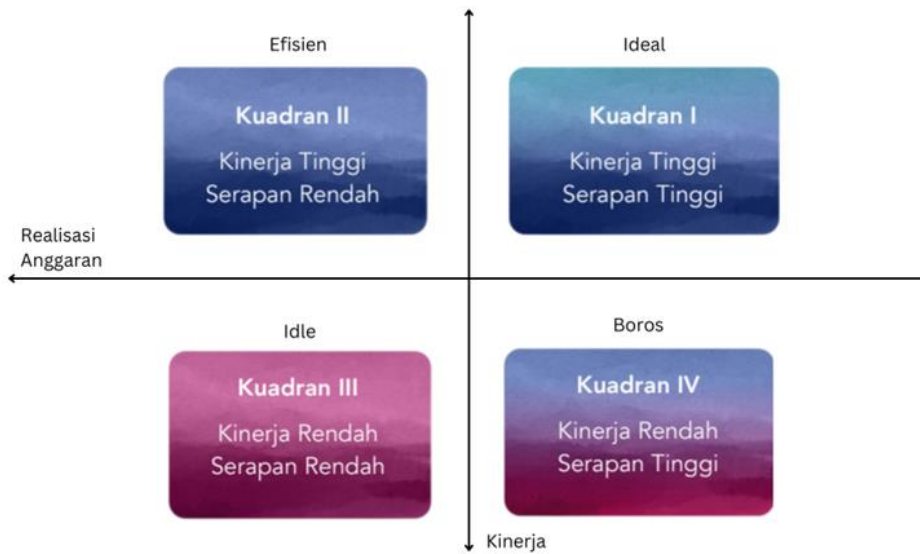 Efisien
Ideal
Kuadran II
Kinerja Tinggi
Serapan Rendah
Kuadran I
Kinerja Tinggi
Serapan Tinggi
Realisasi
Anggaran
Idle
Boros
Kuadran III
Kinerja Rendah
Serapan Rendah
Kuadran IV
Kinerja Rendah
Serapan Tinggi
Kinerja